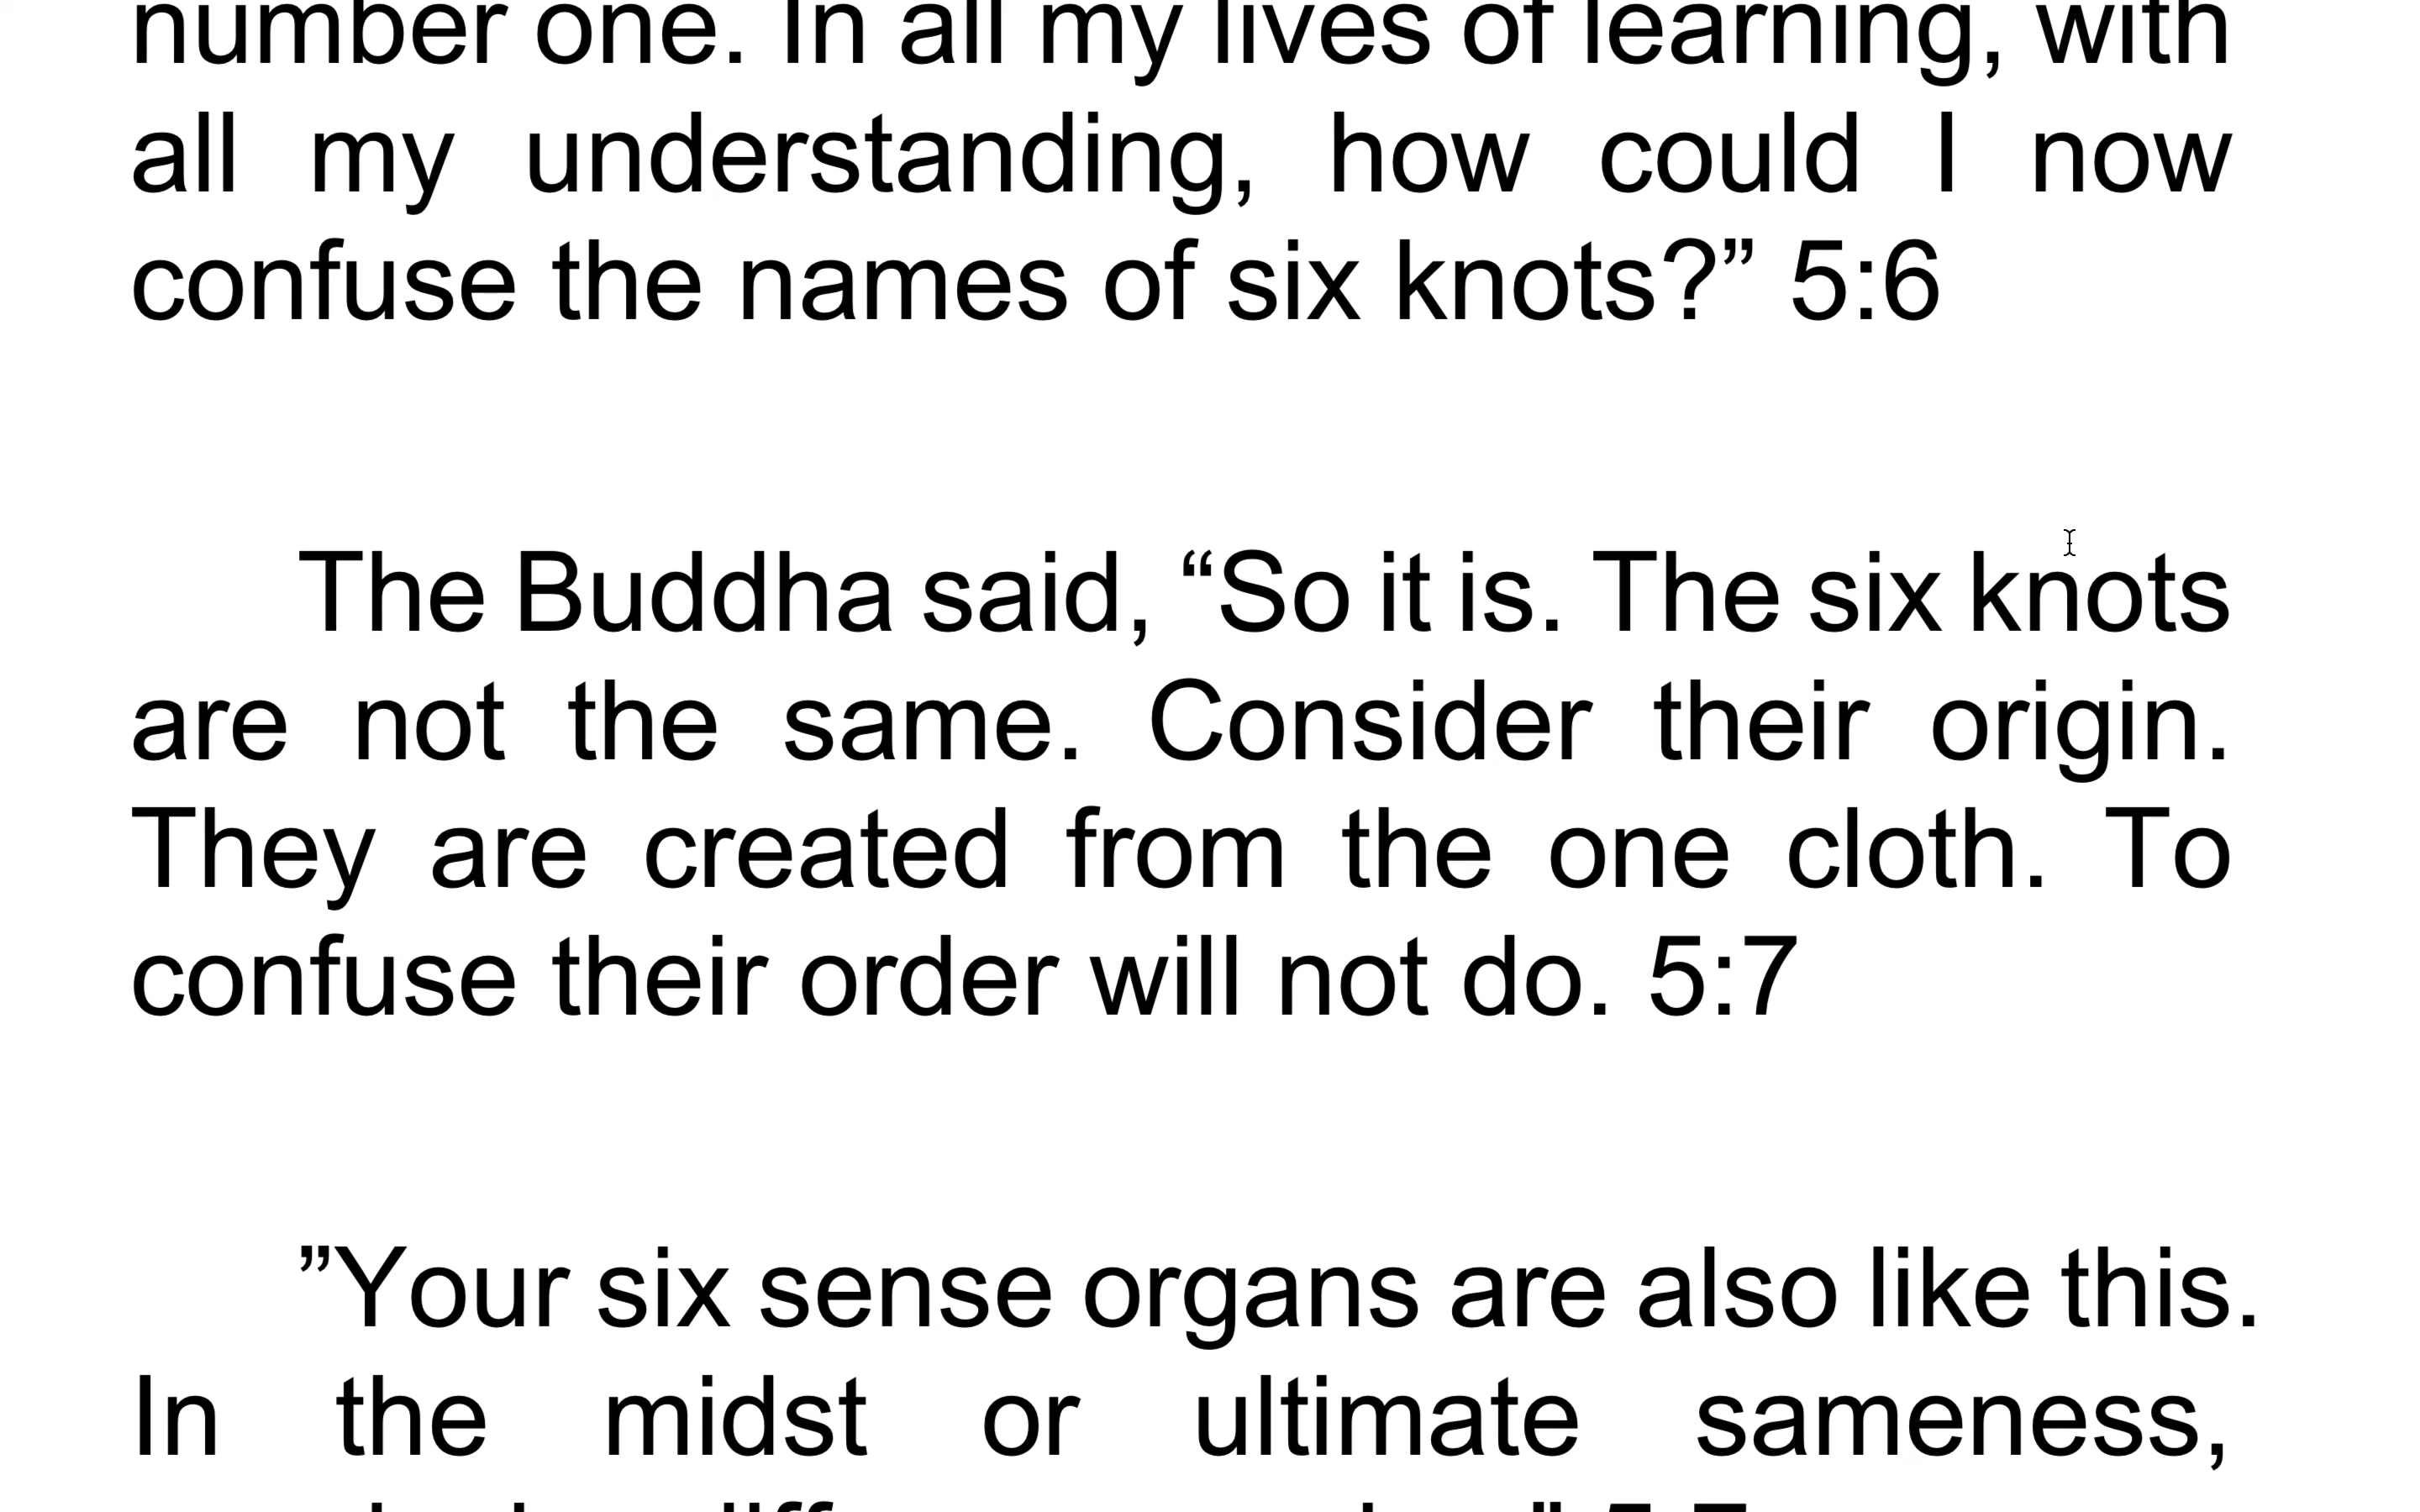 number one. In all my lives of learning, with
all my understanding, how could I now
confuse the names of six knots?” 5:6
The Buddha said, “So it is. The six knots
are not the same. Consider their origin.
They are created from the one cloth. To
confuse their order will not do. 5:7
”Your six sense organs are also like this.
In the midst or ultimate sameness,